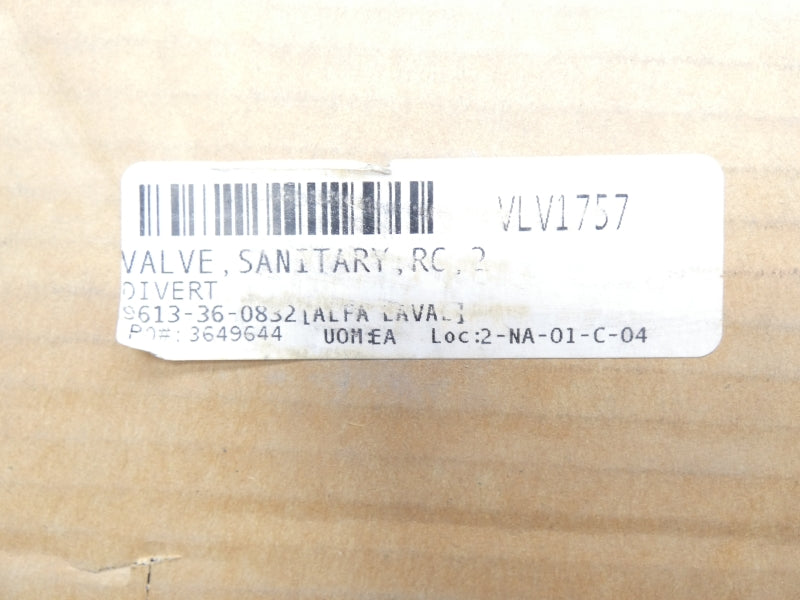 VLV1757
VALVE,SANITARY,RC,2
DIVERT
9613-36-0832[ALFA LAVAL]
PO#:3649644 UOM:EA Loc:2-NA-01-C-04